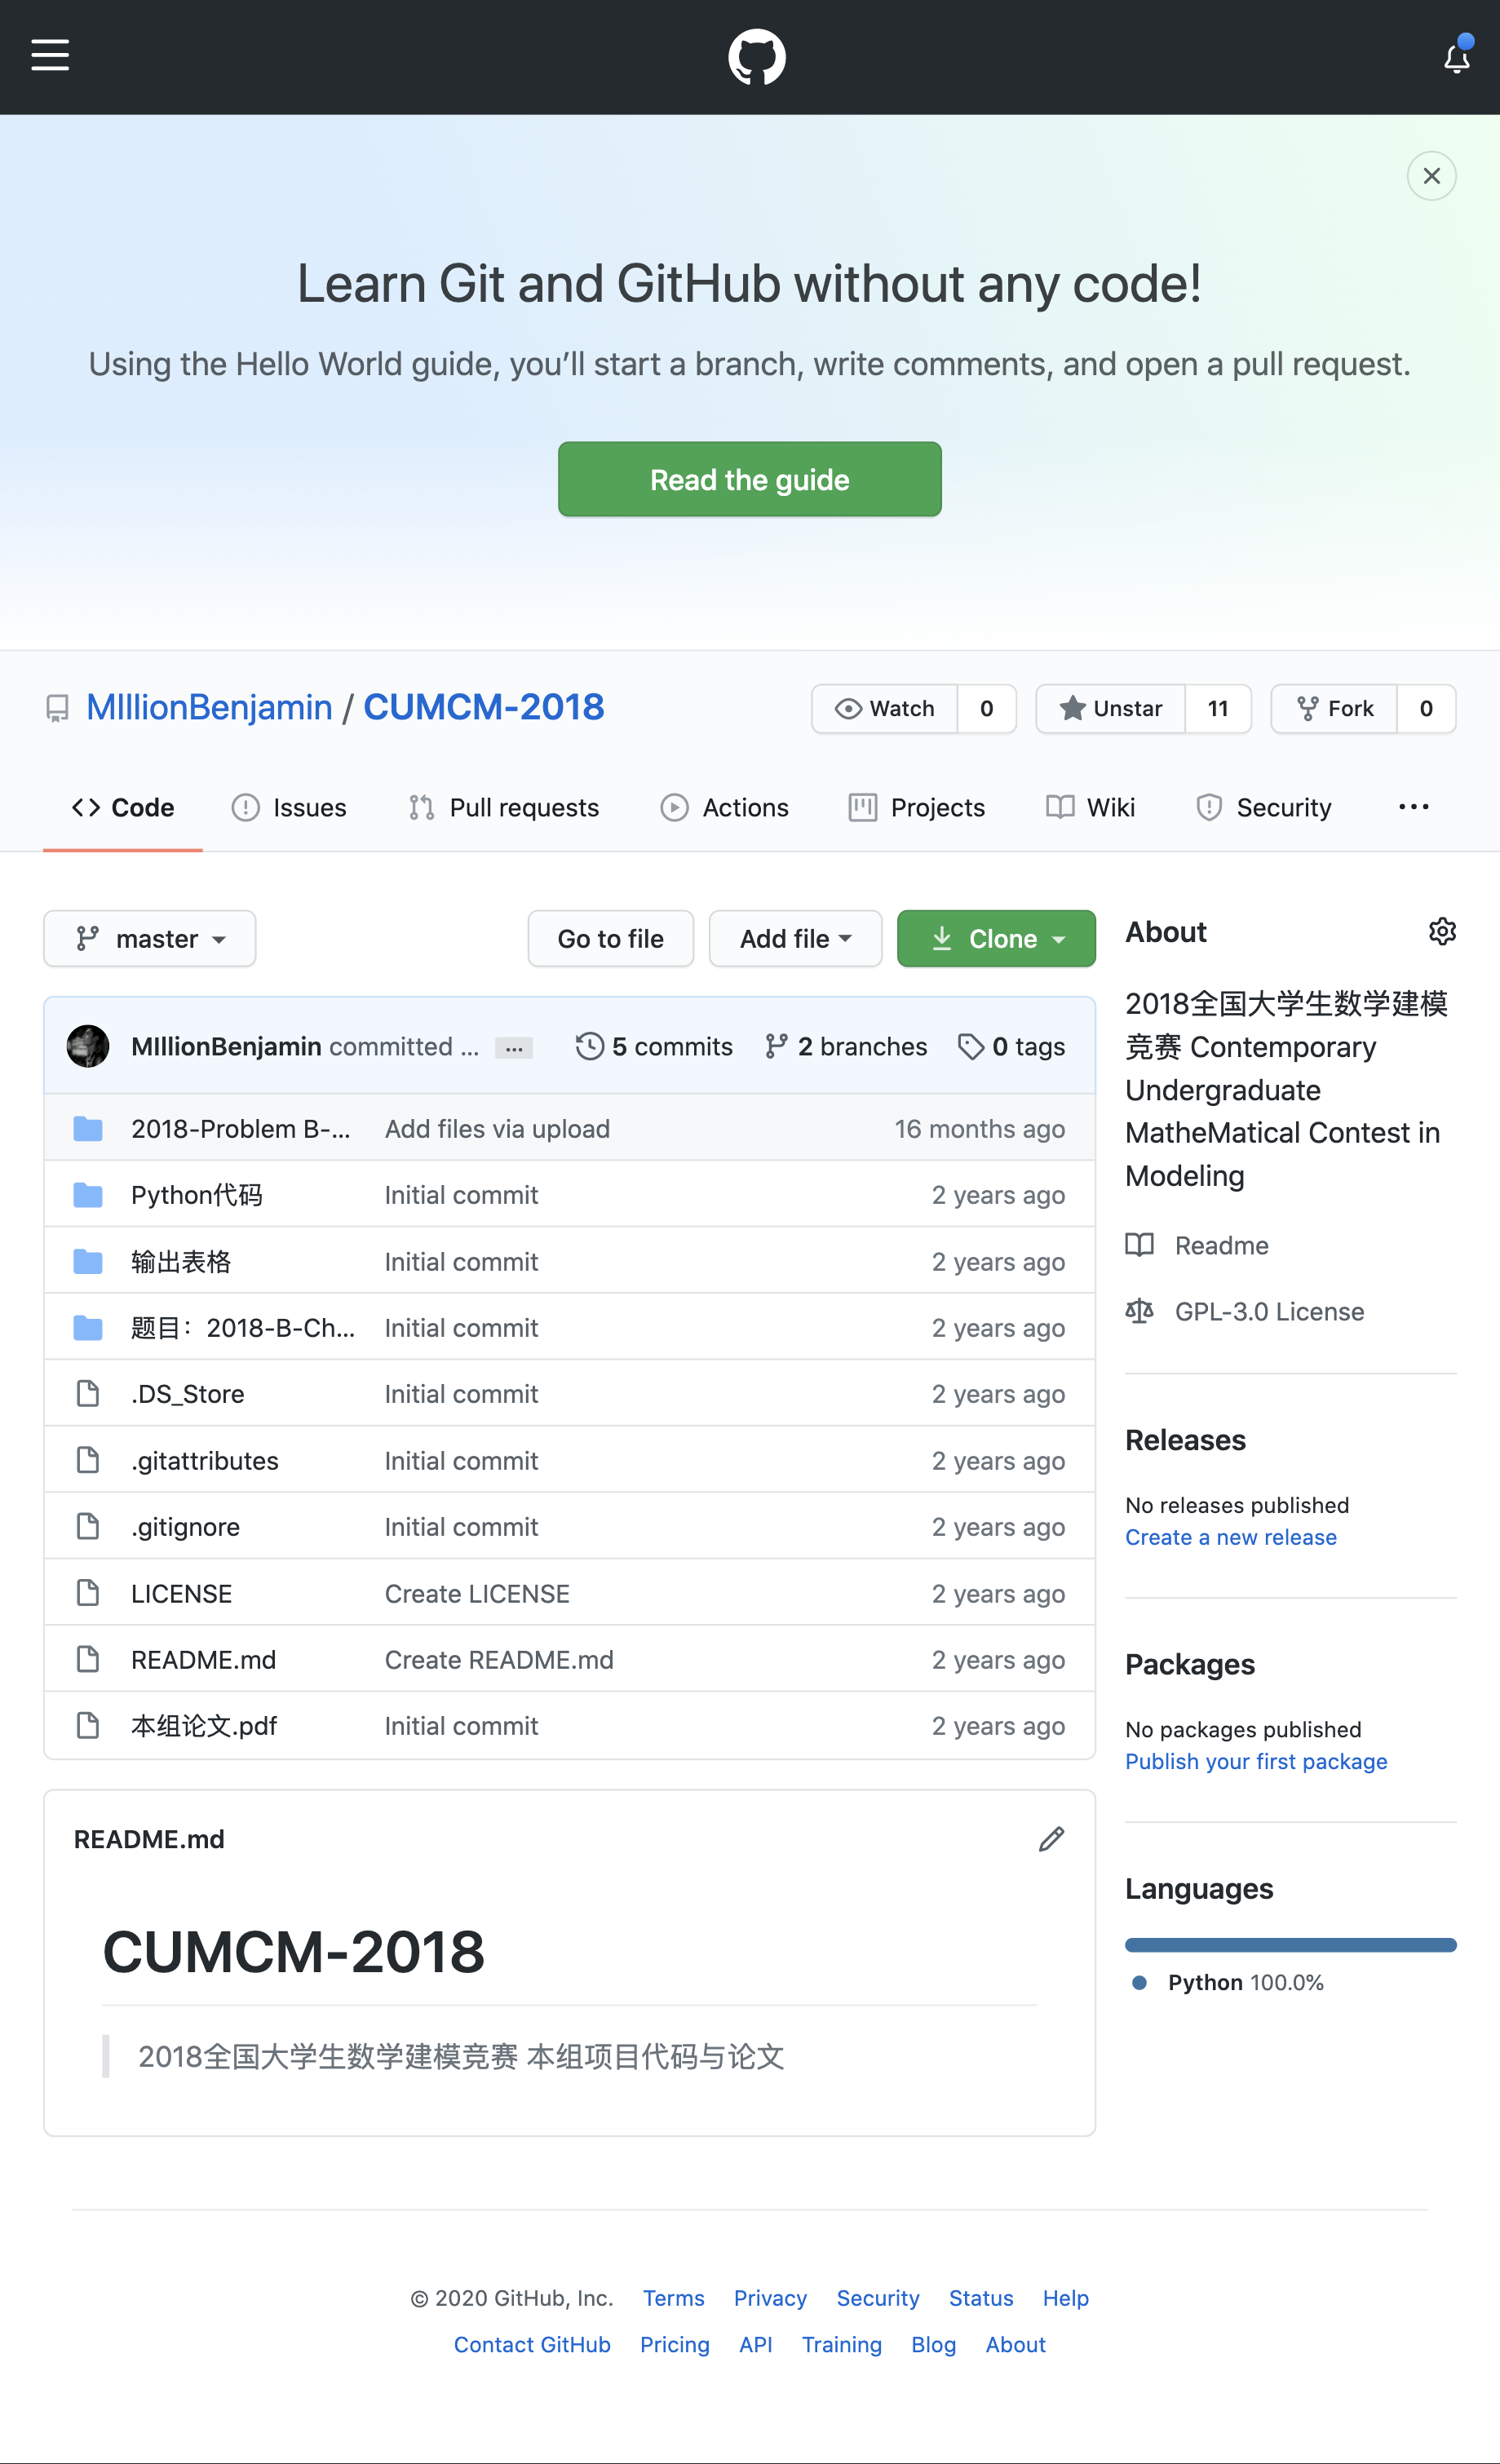 Learn Git and GitHub without any code!
Using the Hello World guide, you’ll start a branch, write comments, and open a pull request.
Read the guide
MIllionBenjamin / CUMCM-2018
Watch 0 Unstar 11 Fork 0
Code Issues Pull requests Actions Projects Wiki Security ...
master Go to file Add file Clone
MIllionBenjamin committed ... ... 5 commits 2 branches 0 tags
2018-Problem B-... Add files via upload 16 months ago
Python代码 Initial commit 2 years ago
输出表格 Initial commit 2 years ago
题目：2018-B-Ch... Initial commit 2 years ago
.DS_Store Initial commit 2 years ago
.gitattributes Initial commit 2 years ago
.gitignore Initial commit 2 years ago
LICENSE Create LICENSE 2 years ago
README.md Create README.md 2 years ago
本组论文.pdf Initial commit 2 years ago
README.md
CUMCM-2018
2018全国大学生数学建模竞赛 本组项目代码与论文
About
2018全国大学生数学建模
竞赛 Contemporary
Undergraduate
MatheMatical Contest in
Modeling
Readme
GPL-3.0 License
Releases
No releases published
Create a new release
Packages
No packages published
Publish your first package
Languages
Python 100.0%
© 2020 GitHub, Inc. Terms Privacy Security Status Help
Contact GitHub Pricing API Training Blog About